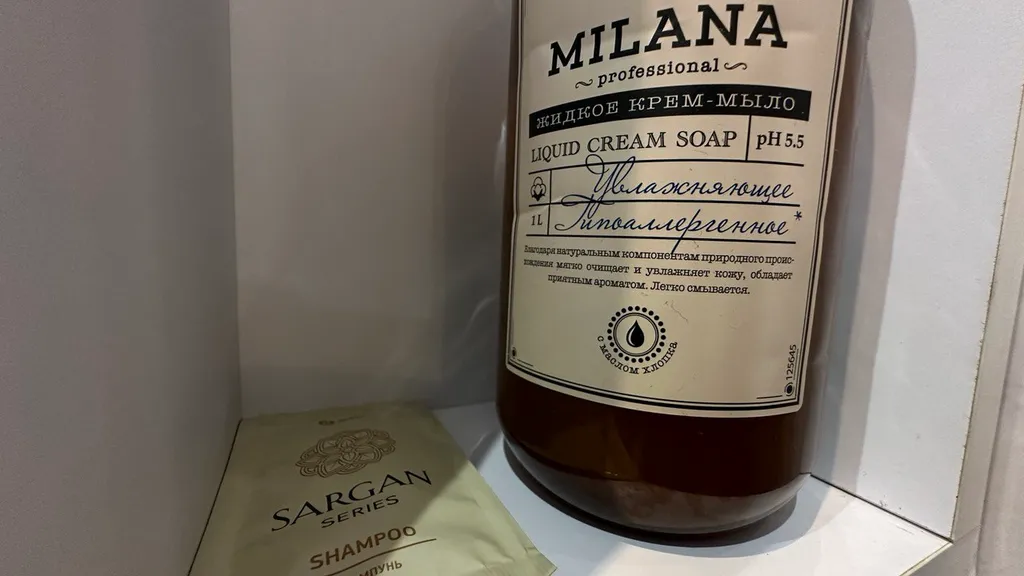 MILANA
professional
ЖИДКОЕ КРЕМ-МЫЛО
LIQUID CREAM SOAP
pH 5.5
Увлажняющее
1 L
Гипоаллергенное*
Благодаря натуральным компонентам природного проис-
хождения мягко очищает и увлажняет кожу, обладает
приятным ароматом. Легко смывается.
с маслом хлопка
125645
SARGAN
SERIES
SHAMPOO